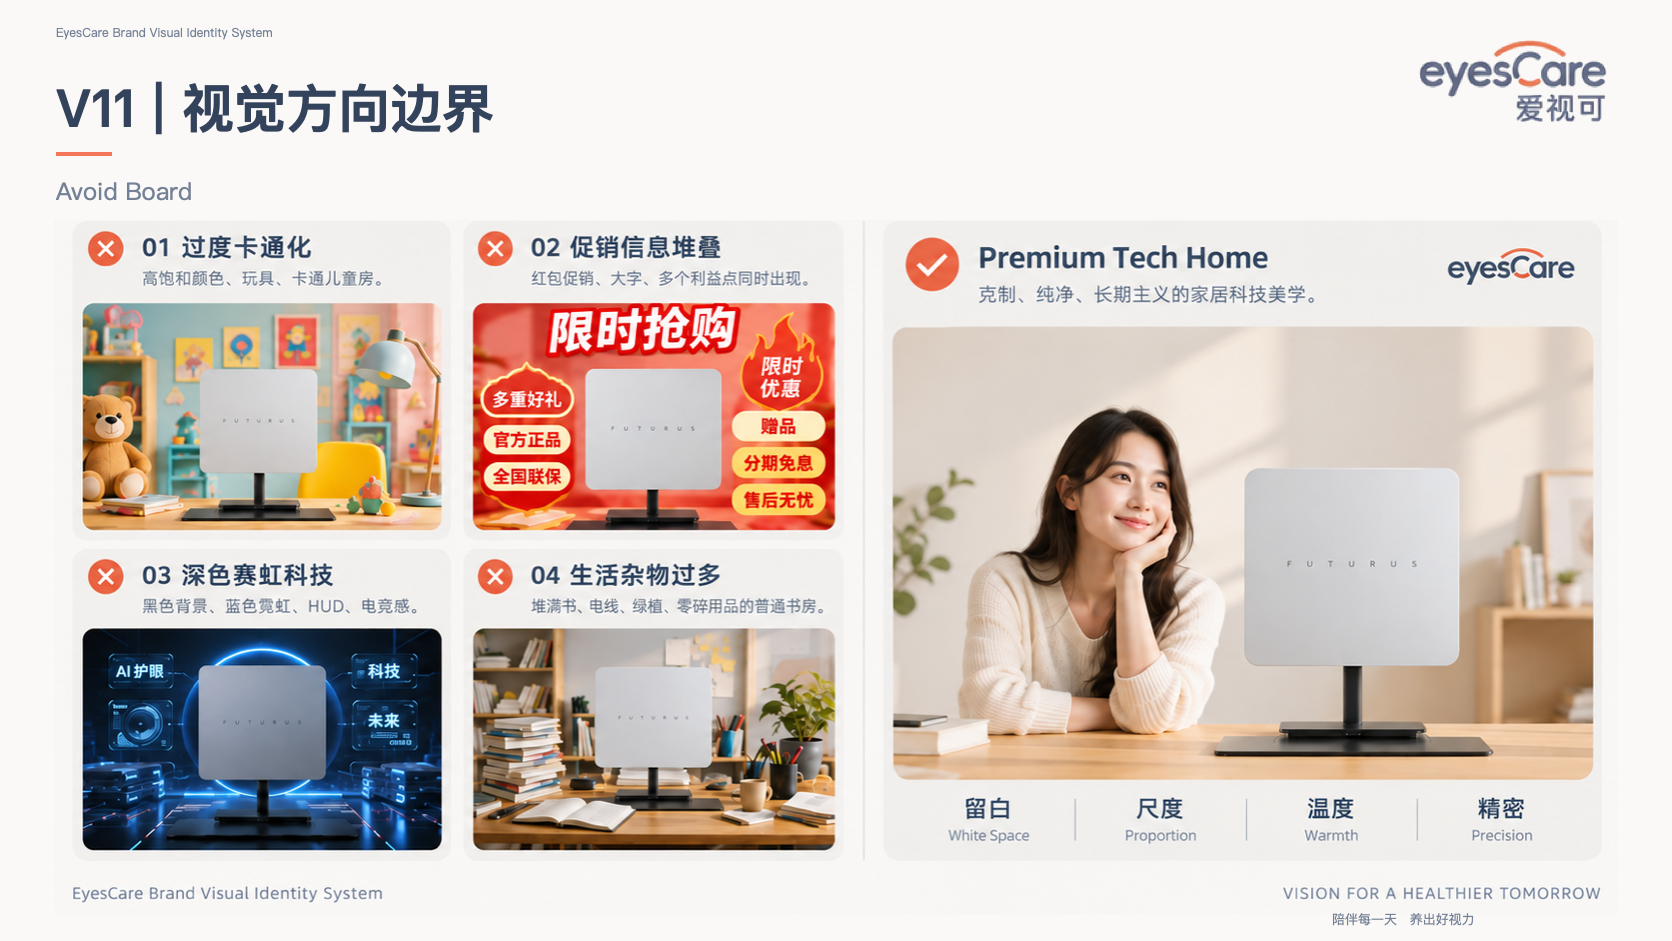 EyesCare Brand Visual Identity System
eyesCare
爱视可
V11 | 视觉方向边界
Avoid Board
01 过度卡通化
高饱和颜色、玩具、卡通儿童房。
FUTURUS
02 促销信息堆叠
红包促销、大字、多个利益点同时出现。
限时抢购
限时
优惠
多重好礼
官方正品
全国联保
赠品
分期免息
售后无忧
FUTURUS
03 深色赛虹科技
黑色背景、蓝色霓虹、HUD、电竞感。
AI 护眼
科技
未来
FUTURUS
04 生活杂物过多
堆满书、电线、绿植、零碎用品的普通书房。
FUTURUS
Premium Tech Home
克制、纯净、长期主义的家居科技美学。
eyesCare
FUTURUS
留白
White Space
尺度
Proportion
温度
Warmth
精密
Precision
EyesCare Brand Visual Identity System
VISION FOR A HEALTHIER TOMORROW
陪伴每一天 养出好视力